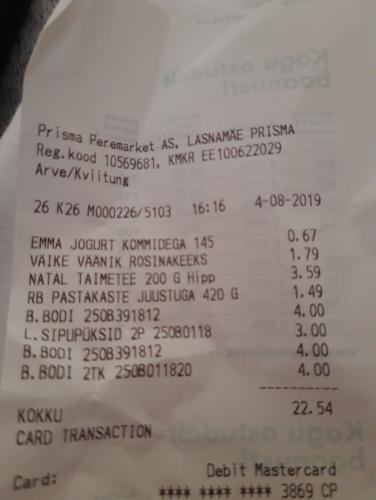 Prisma Peremarket AS, LASNAMÄE PRISMA
Reg.kood 10569681, KMKR EE100622029
Arve/Kviitung
26 K26 M000226/5103 16:16 4-08-2019
EMMA JOGURT KOMMIDEGA 145 0.67
VÄIKE VÄÄNIK ROSINAKEEKS 1.79
NATAL TAIMETEE 200 G Hipp 3.59
RB PASTAKASTE JUUSTUGA 420 G 1.49
B.BODI 250B391812 4.00
L.SIPUPÜKSID 2P 250B0118 3.00
B.BODI 250B391812 4.00
B.BODI 2TK 250B011820 4.00
----------
KOKKU 22.54
CARD TRANSACTION
Card: Debit Mastercard
**** **** **** 3869 CP